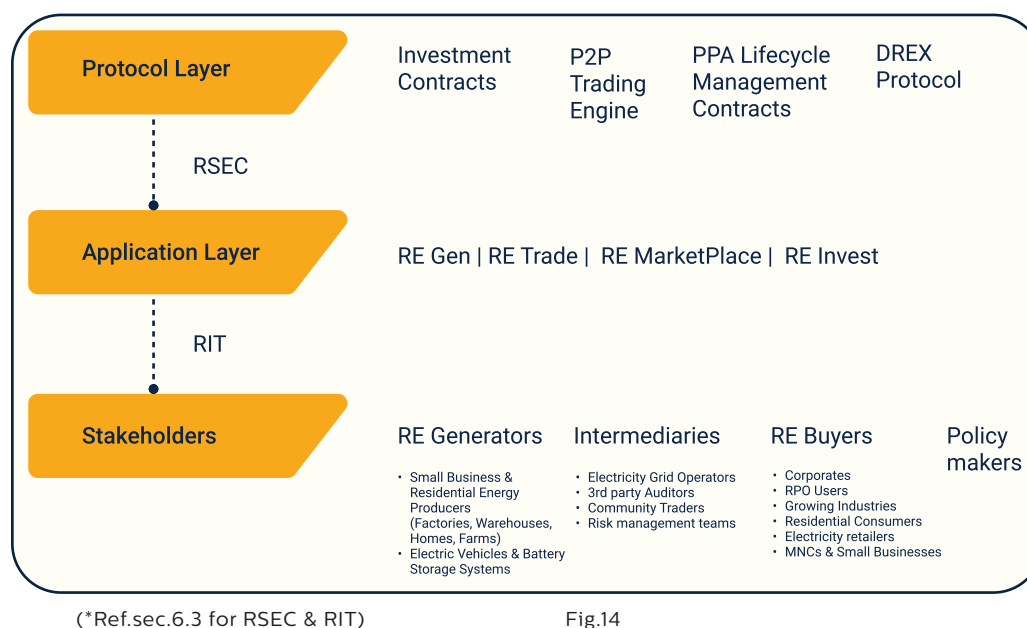 Protocol Layer
Investment
Contracts
P2P
Trading
Engine
PPA Lifecycle
Management
Contracts
DREX
Protocol
RSEC
Application Layer
RE Gen | RE Trade | RE MarketPlace | RE Invest
RIT
Stakeholders
RE Generators
• Small Business &
Residential Energy
Producers
(Factories, Warehouses,
Homes, Farms)
• Electric Vehicles & Battery
Storage Systems
Intermediaries
• Electricity Grid Operators
• 3rd party Auditors
• Community Traders
• Risk management teams
RE Buyers
• Corporates
• RPO Users
• Growing Industries
• Residential Consumers
• Electricity retailers
• MNCs & Small Businesses
Policy
makers
(*Ref.sec.6.3 for RSEC & RIT)
Fig.14